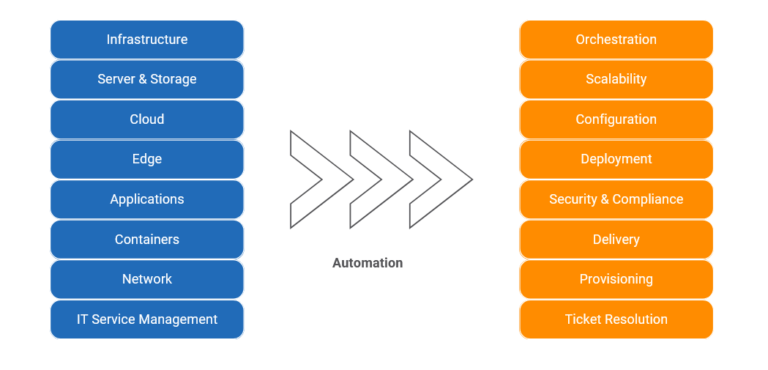 Infrastructure
Server & Storage
Cloud
Edge
Applications
Containers
Network
IT Service Management
Automation
Orchestration
Scalability
Configuration
Deployment
Security & Compliance
Delivery
Provisioning
Ticket Resolution